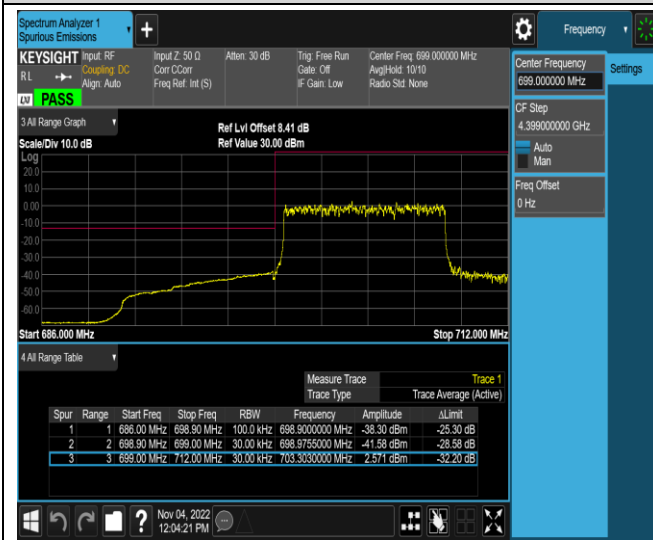 Spectrum Analyzer 1
Spurious Emissions
Frequency
KEYSIGHT Input: RF Input Z: 50 Ω Atten: 30 dB Trig: Free Run Center Freq: 699.000000 MHz
RL Coupling: DC Corr CCorr Gate: Off Avg|Hold: 10/10
Align: Auto Freq Ref: Int (S) IF Gain: Low Radio Std: None
LXI PASS
Center Frequency
699.000000 MHz
Settings
CF Step
4.399000000 GHz
Auto
Man
Freq Offset
0 Hz
3 All Range Graph
Ref Lvl Offset 8.41 dB
Scale/Div 10.0 dB Ref Value 30.00 dBm
Log
20.0
10.0
0.00
-10.0
-20.0
-30.0
-40.0
-50.0
-60.0
Start 686.000 MHz Stop 712.000 MHz
4 All Range Table
Measure Trace Trace 1
Trace Type Trace Average (Active)
Spur Range Start Freq Stop Freq RBW Frequency Amplitude ΔLimit
1 1 686.00 MHz 698.90 MHz 100.0 kHz 698.9000000 MHz -38.30 dBm -25.30 dB
2 2 698.90 MHz 699.00 MHz 30.00 kHz 698.9755000 MHz -41.58 dBm -28.58 dB
3 3 699.00 MHz 712.00 MHz 30.00 kHz 703.3030000 MHz 2.571 dBm -32.20 dB
Nov 04, 2022
12:04:21 PM